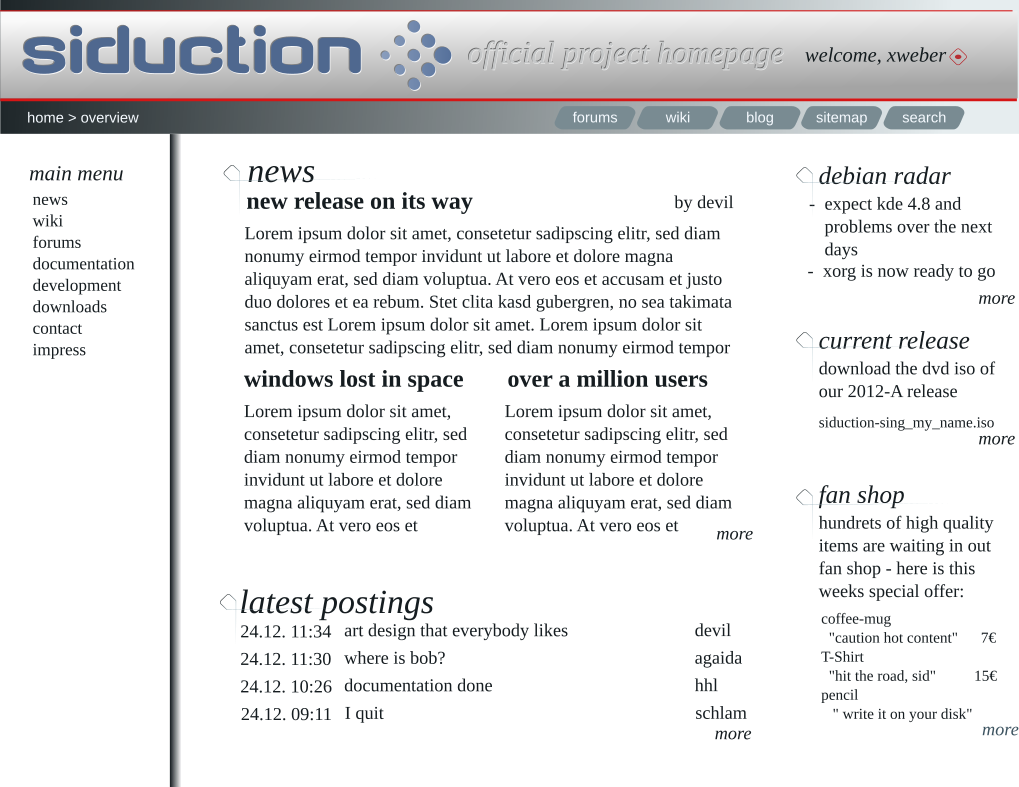 siduction official project homepage welcome, xweber
home > overview forums wiki blog sitemap search
main menu
news
wiki
forums
documentation
development
downloads
contact
impress
news
new release on its way by devil
Lorem ipsum dolor sit amet, consetetur sadipscing elitr, sed diam
nonumy eirmod tempor invidunt ut labore et dolore magna
aliquyam erat, sed diam voluptua. At vero eos et accusam et justo
duo dolores et ea rebum. Stet clita kasd gubergren, no sea takimata
sanctus est Lorem ipsum dolor sit amet. Lorem ipsum dolor sit
amet, consetetur sadipscing elitr, sed diam nonumy eirmod tempor
windows lost in space
Lorem ipsum dolor sit amet,
consetetur sadipscing elitr, sed
diam nonumy eirmod tempor
invidunt ut labore et dolore
magna aliquyam erat, sed diam
voluptua. At vero eos et
over a million users
Lorem ipsum dolor sit amet,
consetetur sadipscing elitr, sed
diam nonumy eirmod tempor
invidunt ut labore et dolore
magna aliquyam erat, sed diam
voluptua. At vero eos et
more
latest postings
24.12. 11:34 art design that everybody likes devil
24.12. 11:30 where is bob? agaida
24.12. 10:26 documentation done hhl
24.12. 09:11 I quit schlam
more
debian radar
- expect kde 4.8 and
problems over the next
days
- xorg is now ready to go
more
current release
download the dvd iso of
our 2012-A release
siduction-sing_my_name.iso
more
fan shop
hundrets of high quality
items are waiting in out
fan shop - here is this
weeks special offer:
coffee-mug
"caution hot content" 7€
T-Shirt
"hit the road, sid" 15€
pencil
" write it on your disk"
more